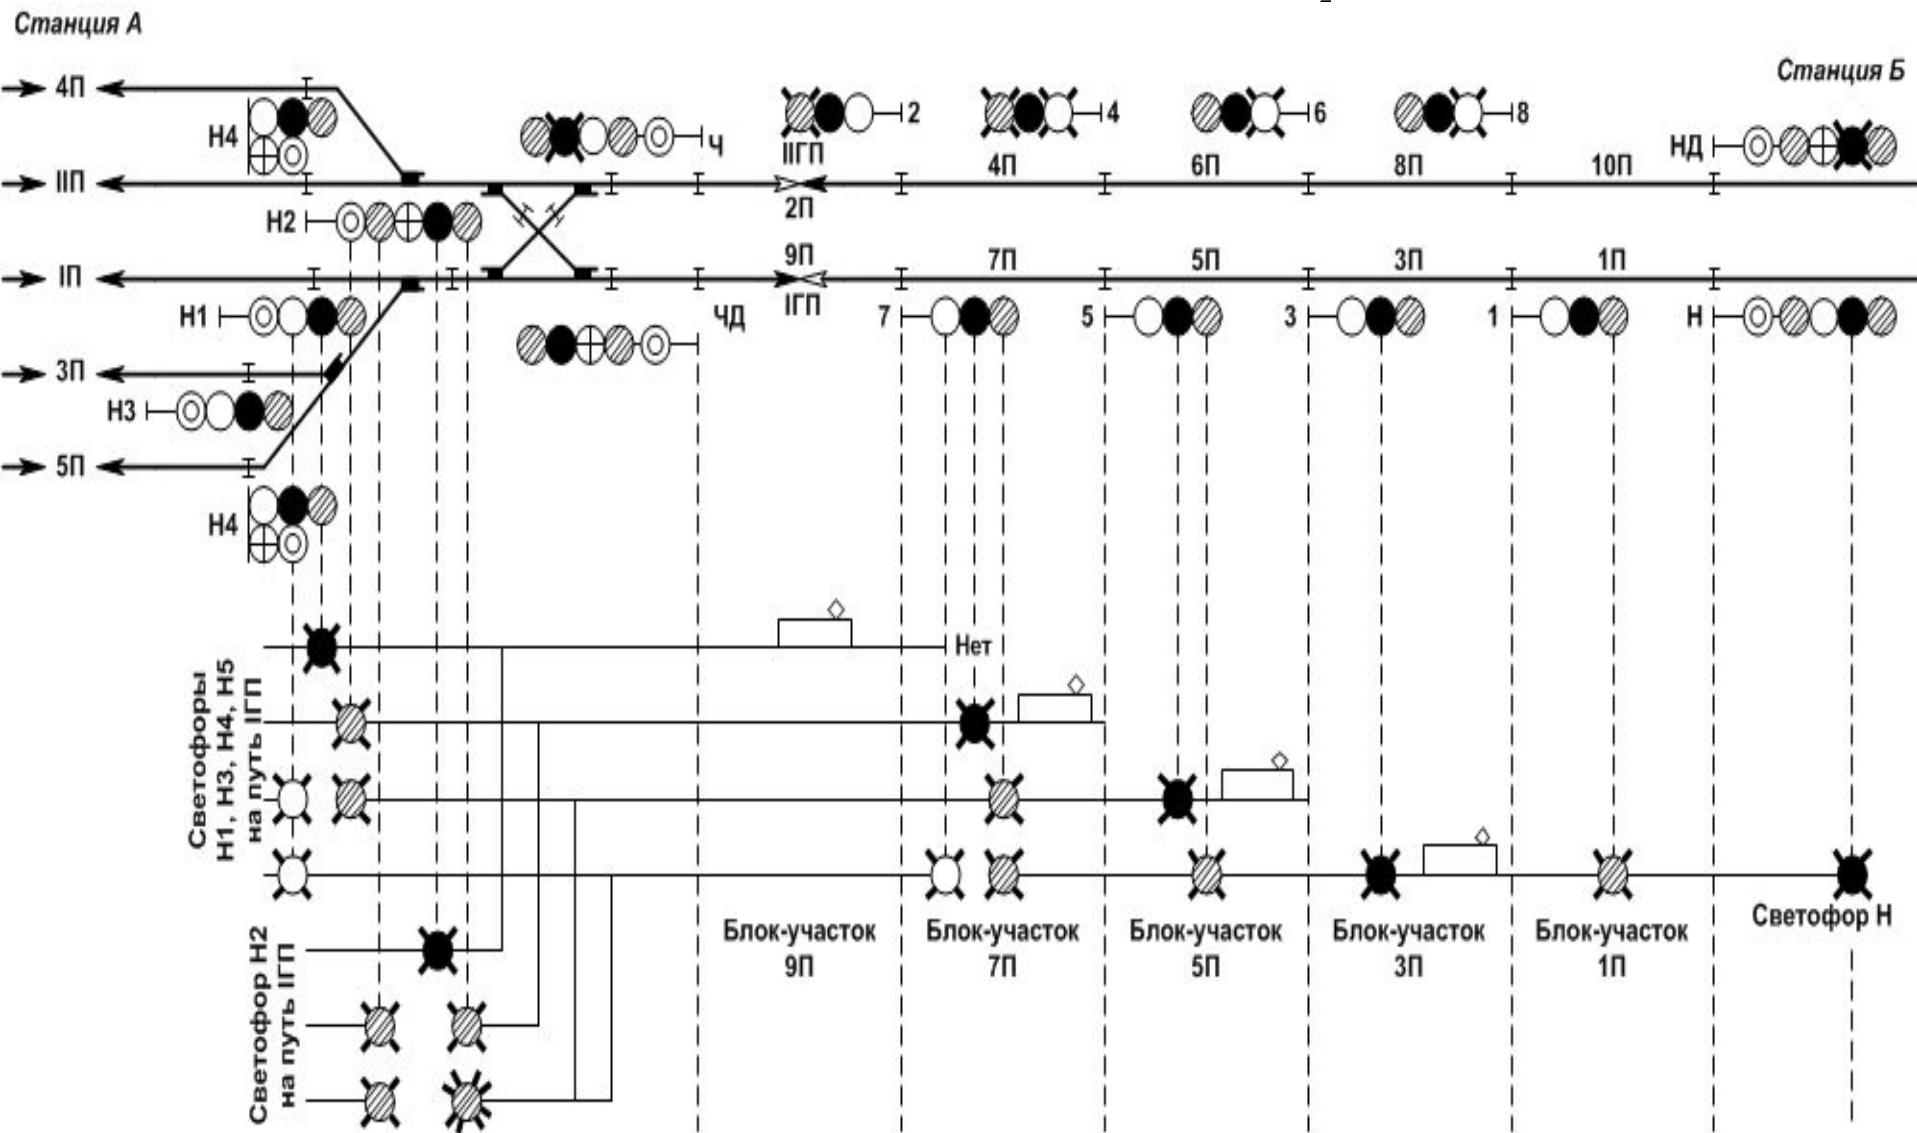 Станция А
Станция Б
4П
Н4
Ч
2
4
6
8
НД
IIГП
4П
6П
8П
10П
IIП
2П
Н2
9П
7П
5П
3П
1П
IП
IГП
Н1
ЧД
7
5
3
1
Н
3П
Н3
5П
Н4
Нет
Светофоры
Н1, Н3, Н4, Н5
на путь IГП
Светофор Н
Блок-участок
9П
Блок-участок
7П
Блок-участок
5П
Блок-участок
3П
Блок-участок
1П
Светофор Н2
на путь IГП